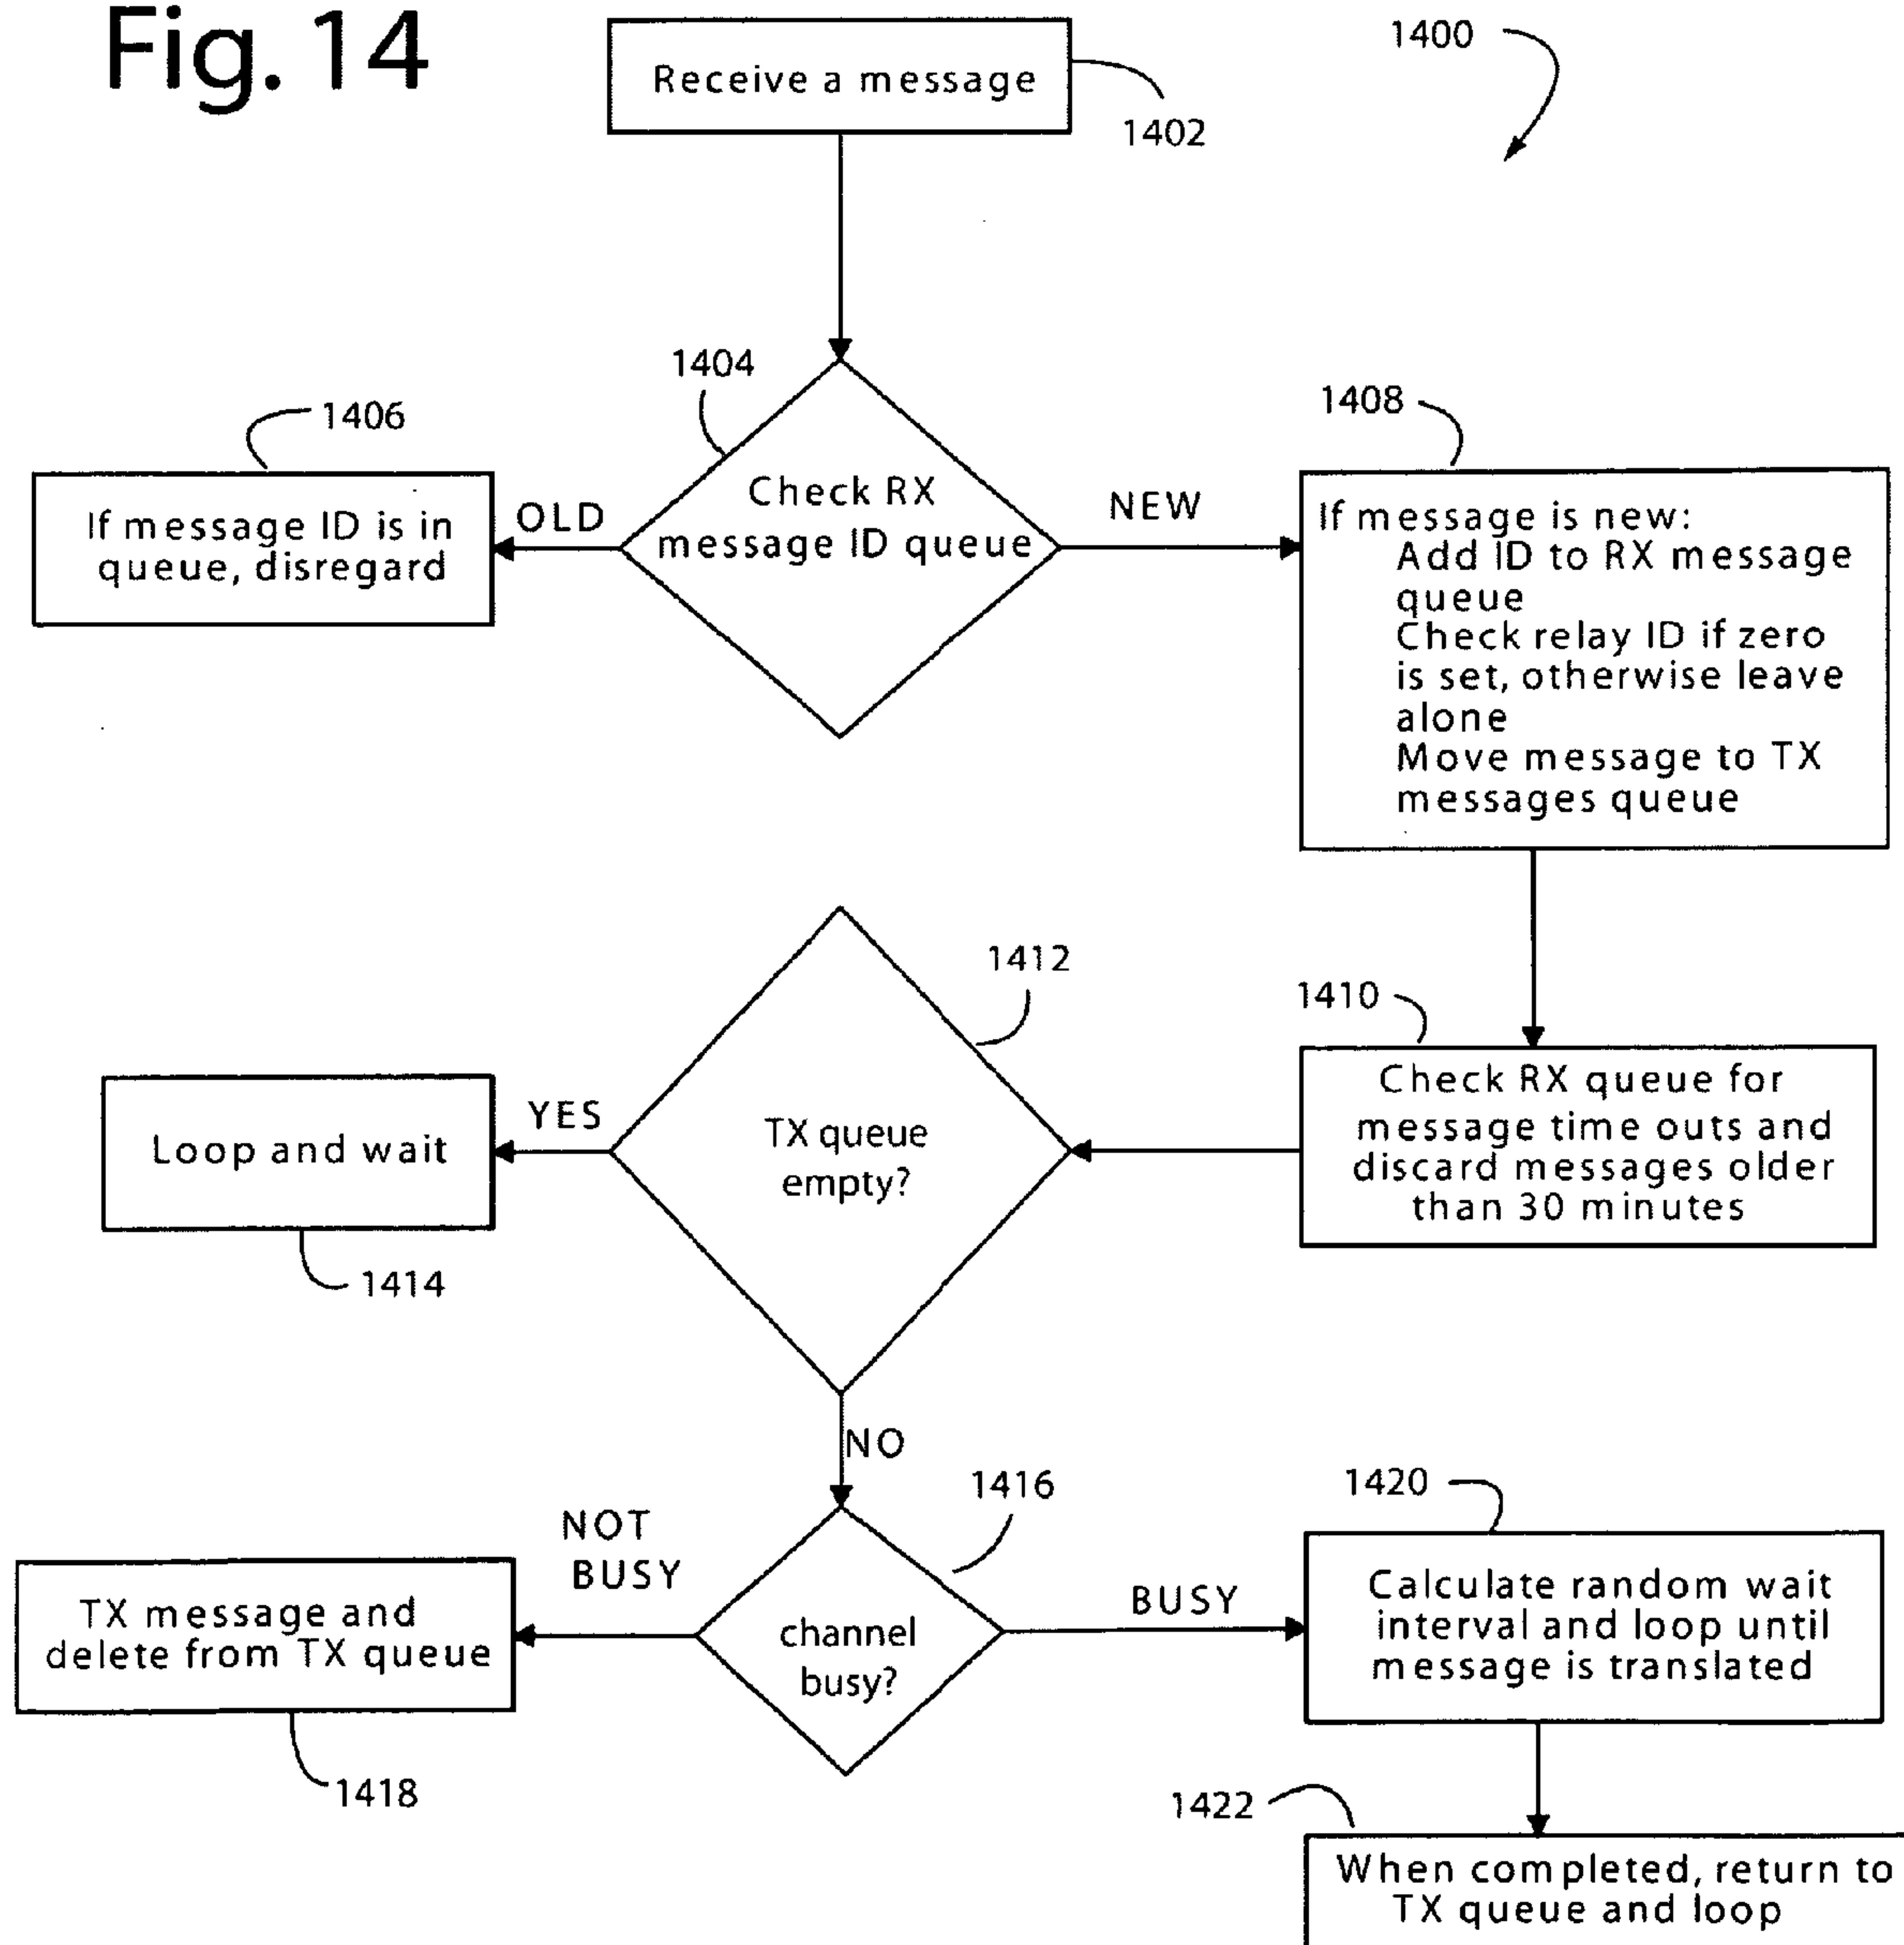 Fig. 14
1400
Receive a message
1402
1404
Check RX
message ID queue
OLD
1406
If message ID is in
queue, disregard
NEW
1408
If message is new:
Add ID to RX message
queue
Check relay ID if zero
is set, otherwise leave
alone
Move message to TX
messages queue
1410
Check RX queue for
message time outs and
discard messages older
than 30 minutes
1412
TX queue
empty?
YES
Loop and wait
1414
NO
1416
channel
busy?
NOT
BUSY
TX message and
delete from TX queue
1418
BUSY
1420
Calculate random wait
interval and loop until
message is translated
1422
When completed, return to
TX queue and loop